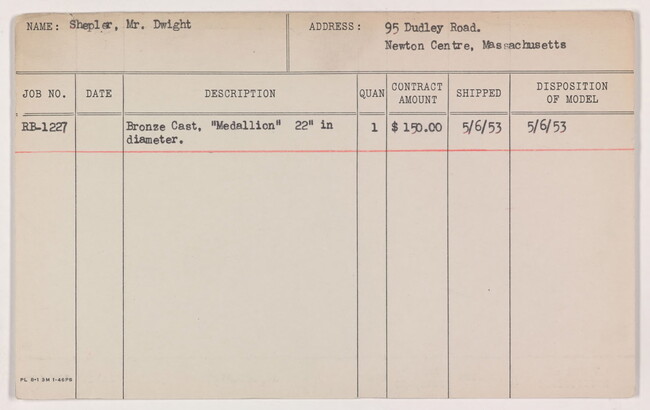 NAME: Shepler, Mr. Dwight ADDRESS: 95 Dudley Road.
Newton Centre, Massachusetts
JOB NO. DATE DESCRIPTION QUAN CONTRACT AMOUNT SHIPPED DISPOSITION OF MODEL
RB-1227 Bronze Cast, "Medallion" 22" in 1 $ 150.00 5/6/53 5/6/53
diameter.